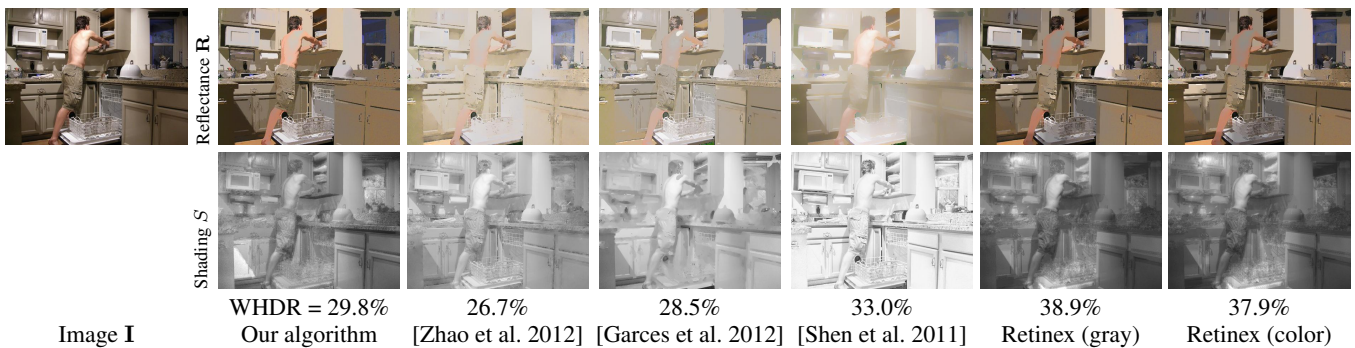 Reflectance R
Shading S
WHDR = 29.8% 26.7% 28.5% 33.0% 38.9% 37.9%
Image I Our algorithm [Zhao et al. 2012] [Garces et al. 2012] [Shen et al. 2011] Retinex (gray) Retinex (color)